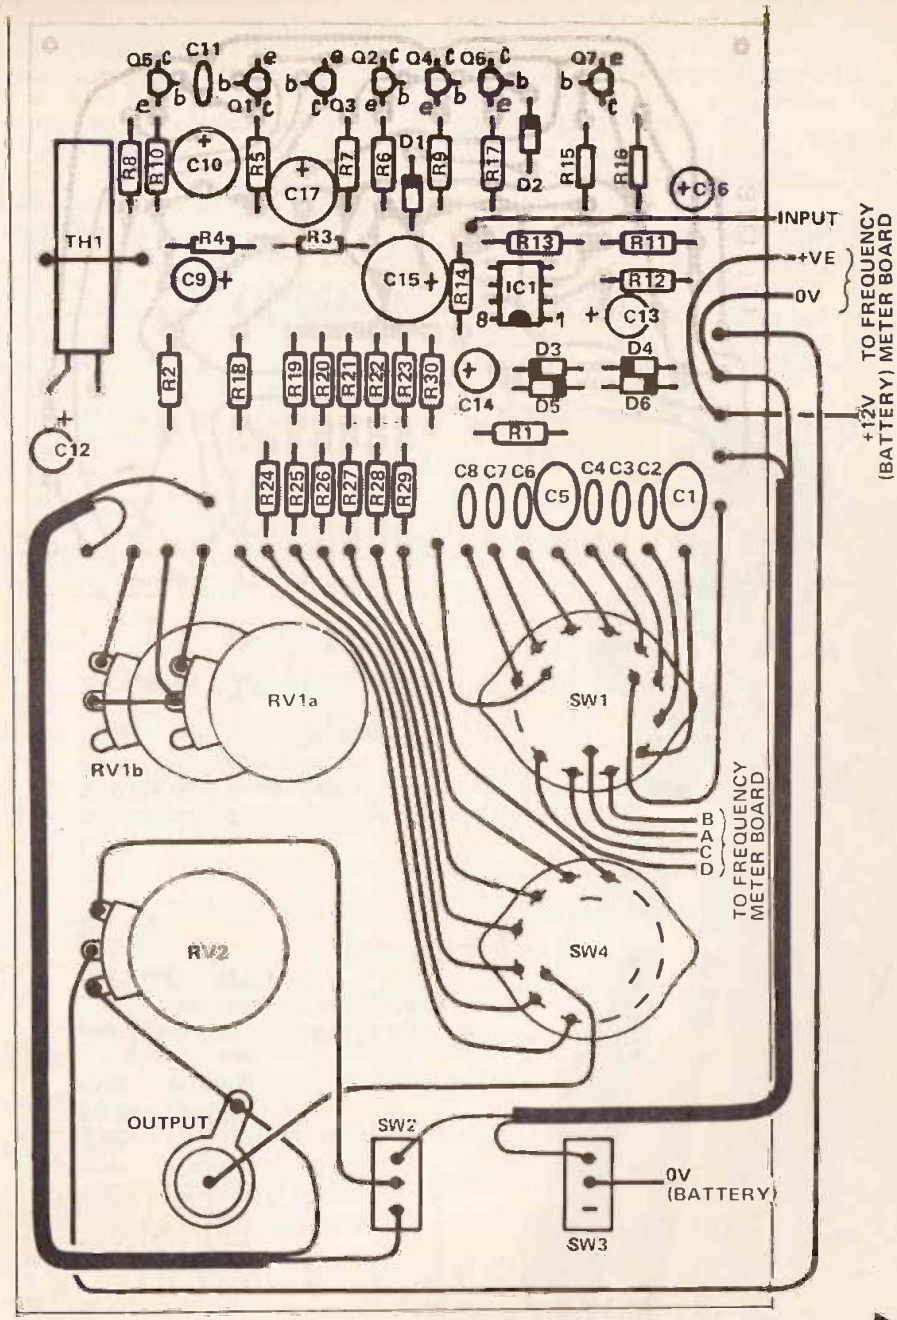 Q5 c C11 e Q2 c Q4 c Q6 c Q7 e
b b b b b b b
e Q1 c c Q3 e e e c
D1
R8 R10 C10 R5 C17 R7 R6 R9 R17 D2 R15 R16 C16
INPUT
TH1 R4 R3 R13 R11
+VE
C9 C15 R14 IC1 R12
0V
TO FREQUENCY
METER BOARD
8 1 C13
R2 R18 R19 R20 R21 R22 R23 R30 D3 D4
C14 D5 D6
+12V
(BATTERY)
R1
C12
R24 R25 R26 R27 R28 R29 C8 C7 C6 C5 C4 C3 C2 C1
RV1a SW1
RV1b
B
A
C
D
TO FREQUENCY
METER BOARD
RV2 SW4
OUTPUT SW2
0V
(BATTERY)
SW3